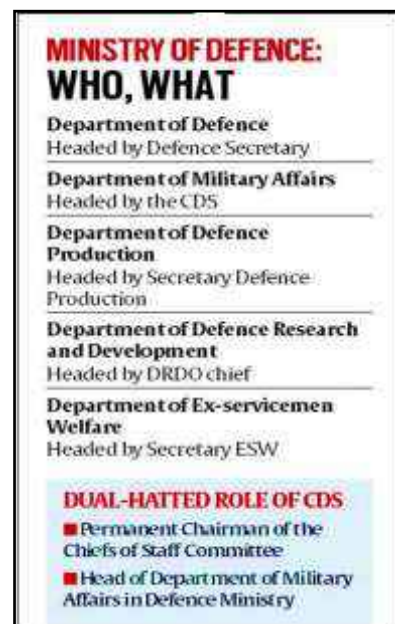 MINISTRY OF DEFENCE:
WHO, WHAT
Department of Defence
Headed by Defence Secretary
Department of Military Affairs
Headed by the CDS
Department of Defence
Production
Headed by Secretary Defence
Production
Department of Defence Research
and Development
Headed by DRDO chief
Department of Ex-servicemen
Welfare
Headed by Secretary ESW
DUAL-HATTED ROLE OF CDS
■ Permanent Chairman of the
Chiefs of Staff Committee
■ Head of Department of Military
Affairs in Defence Ministry